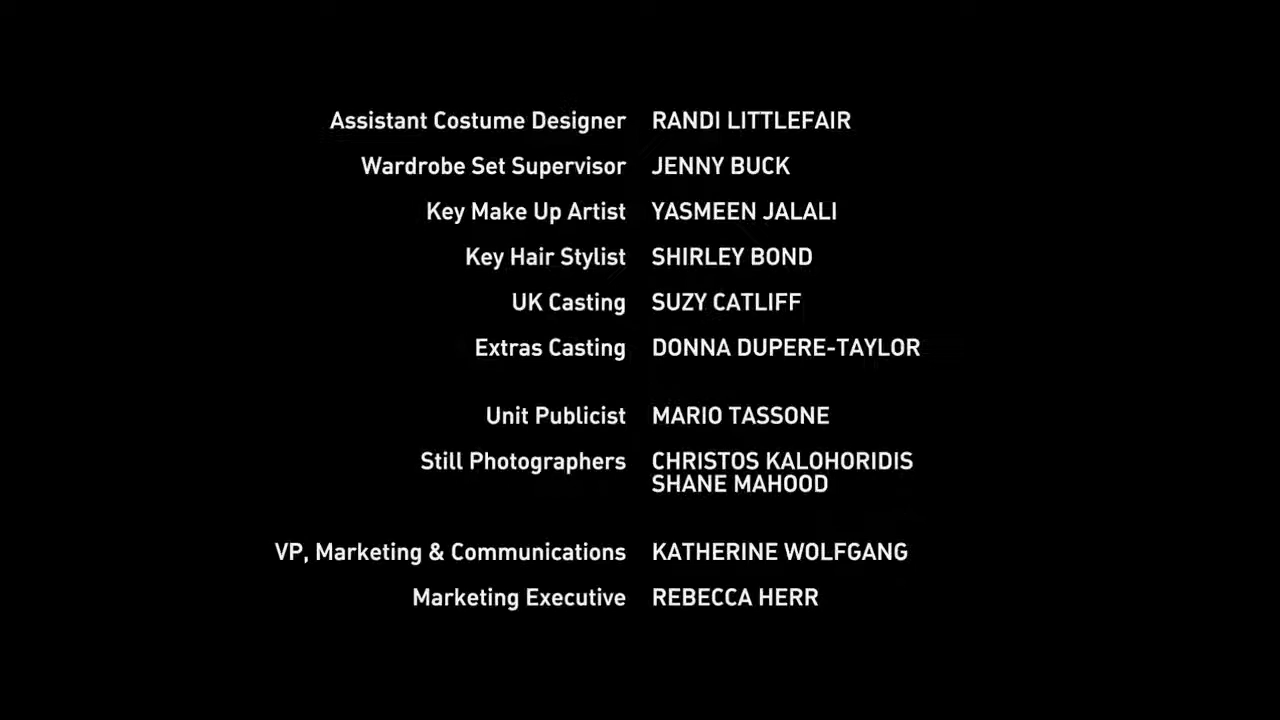 Assistant Costume Designer RANDI LITTLEFAIR
Wardrobe Set Supervisor JENNY BUCK
Key Make Up Artist YASMEEN JALALI
Key Hair Stylist SHIRLEY BOND
UK Casting SUZY CATLIFF
Extras Casting DONNA DUPERE-TAYLOR
Unit Publicist MARIO TASSONE
Still Photographers CHRISTOS KALOHORIDIS
SHANE MAHOOD
VP, Marketing & Communications KATHERINE WOLFGANG
Marketing Executive REBECCA HERR